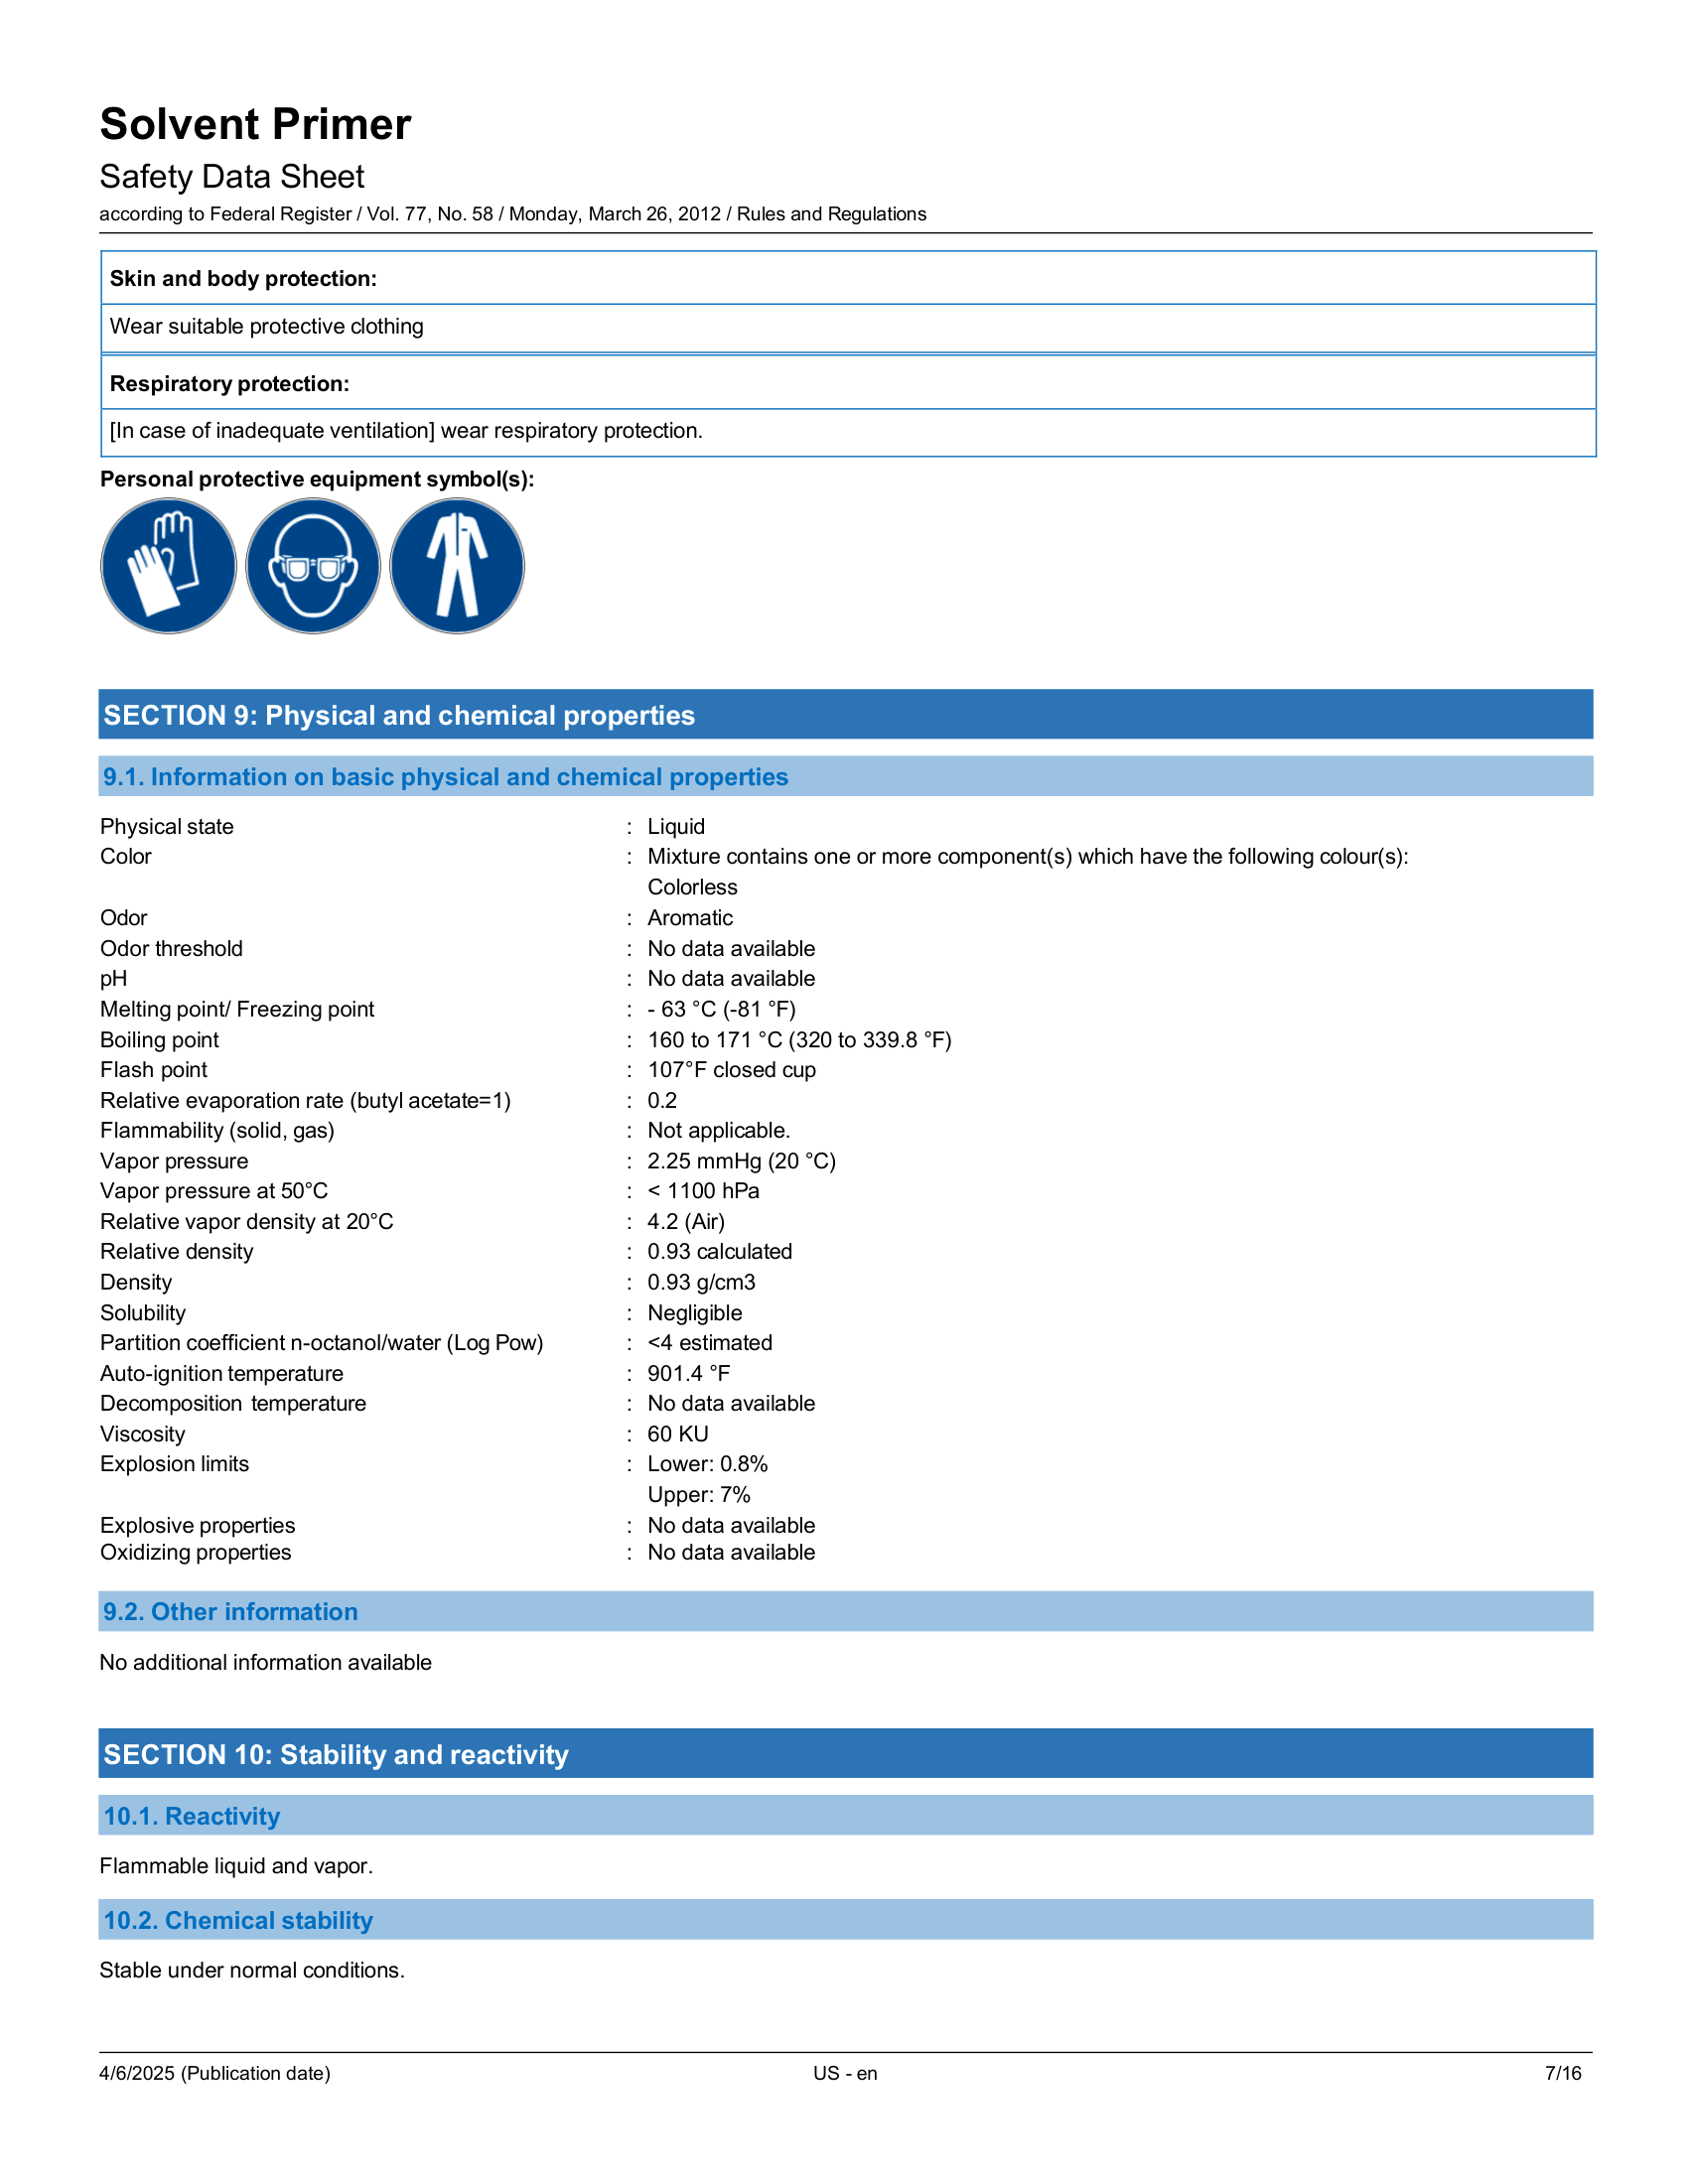 Solvent Primer
Safety Data Sheet
according to Federal Register / Vol. 77, No. 58 / Monday, March 26, 2012 / Rules and Regulations
Skin and body protection:
Wear suitable protective clothing
Respiratory protection:
[In case of inadequate ventilation] wear respiratory protection.
Personal protective equipment symbol(s):
SECTION 9: Physical and chemical properties
9.1. Information on basic physical and chemical properties
Physical state : Liquid
Color : Mixture contains one or more component(s) which have the following colour(s):
Colorless
Odor : Aromatic
Odor threshold : No data available
pH : No data available
Melting point/ Freezing point : - 63 °C (-81 °F)
Boiling point : 160 to 171 °C (320 to 339.8 °F)
Flash point : 107°F closed cup
Relative evaporation rate (butyl acetate=1) : 0.2
Flammability (solid, gas) : Not applicable.
Vapor pressure : 2.25 mmHg (20 °C)
Vapor pressure at 50°C : < 1100 hPa
Relative vapor density at 20°C : 4.2 (Air)
Relative density : 0.93 calculated
Density : 0.93 g/cm3
Solubility : Negligible
Partition coefficient n-octanol/water (Log Pow) : <4 estimated
Auto-ignition temperature : 901.4 °F
Decomposition temperature : No data available
Viscosity : 60 KU
Explosion limits : Lower: 0.8%
Upper: 7%
Explosive properties : No data available
Oxidizing properties : No data available
9.2. Other information
No additional information available
SECTION 10: Stability and reactivity
10.1. Reactivity
Flammable liquid and vapor.
10.2. Chemical stability
Stable under normal conditions.
4/6/2025 (Publication date) US - en 7/16